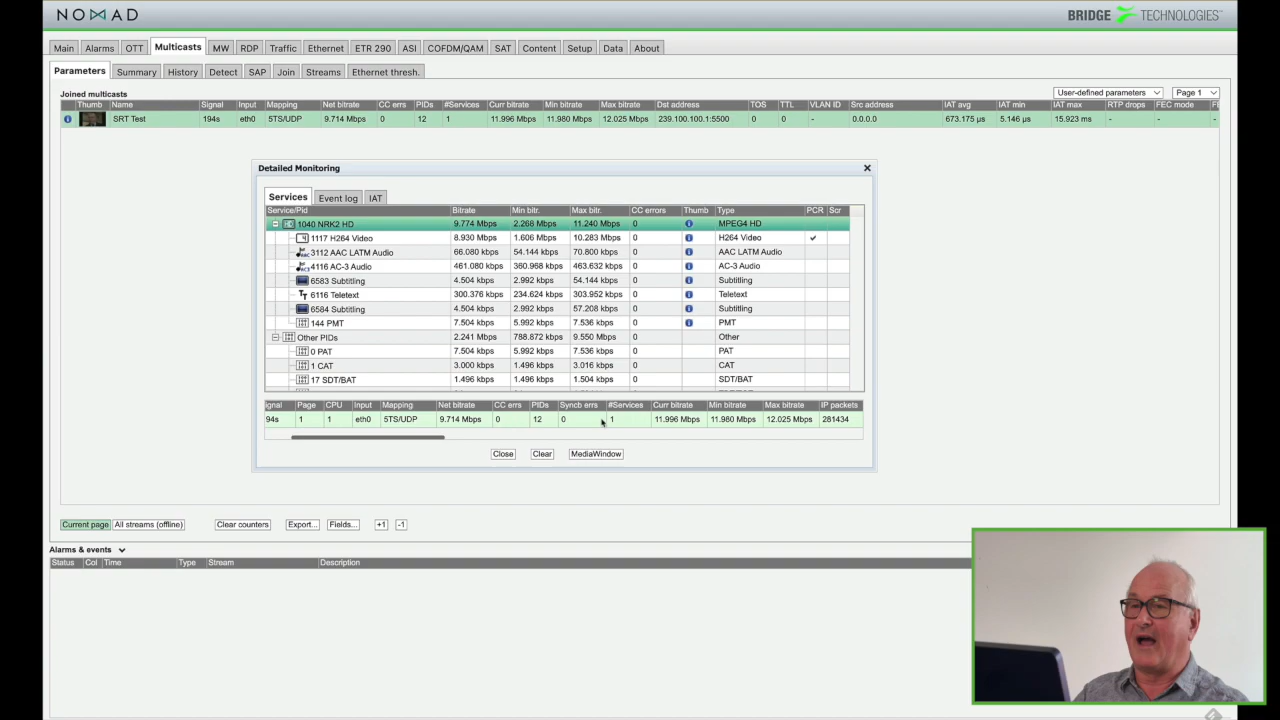 NOMAD
BRIDGE TECHNOLOGIES
Main Alarms OTT Multicasts MW RDP Traffic Ethernet ETR 290 ASI COFDM/QAM SAT Content Setup Data About
Parameters Summary History Detect SAP Join Streams Ethernet thresh.
Joined multicasts User-defined parameters Page 1
Thumb Name Signal Input Mapping Net bitrate CC errs PIDs #Services Curr bitrate Min bitrate Max bitrate Dst address TOS TTL VLAN ID Src address IAT avg IAT min IAT max RTP drops FEC mode
SRT Test 194s eth0 5TS/UDP 9.714 Mbps 0 12 1 11.996 Mbps 11.980 Mbps 12.025 Mbps 239.100.100.1:5500 0 0 - 0.0.0.0 673.175 µs 5.146 µs 15.923 ms - - -
Detailed Monitoring
Services Event log IAT
Service/Pid Bitrate Min bitr. Max bitr. CC errors Thumb Type PCR Scr
1040 NRK2 HD 9.774 Mbps 2.268 Mbps 11.240 Mbps 0 MPEG4 HD
1117 H264 Video 8.930 Mbps 1.606 Mbps 10.283 Mbps 0 H264 Video
3112 AAC LATM Audio 66.080 kbps 54.144 kbps 70.800 kbps 0 AAC LATM Audio
4116 AC-3 Audio 461.080 kbps 360.968 kbps 463.632 kbps 0 AC-3 Audio
6583 Subtitling 4.504 kbps 2.992 kbps 54.144 kbps 0 Subtitling
6116 Teletext 300.376 kbps 234.624 kbps 303.952 kbps 0 Teletext
6584 Subtitling 4.504 kbps 2.992 kbps 57.208 kbps 0 Subtitling
144 PMT 7.504 kbps 5.992 kbps 7.536 kbps 0 PMT
Other PIDs 2.241 Mbps 788.872 kbps 9.550 Mbps 0 Other
0 PAT 7.504 kbps 5.992 kbps 7.536 kbps 0 PAT
1 CAT 3.000 kbps 1.496 kbps 3.016 kbps 0 CAT
17 SDT/BAT 1.496 kbps 1.496 kbps 1.504 kbps 0 SDT/BAT
ignal Page CPU Input Mapping Net bitrate CC errs PIDs Syncb errs #Services Curr bitrate Min bitrate Max bitrate IP packets
94s 1 1 eth0 5TS/UDP 9.714 Mbps 0 12 0 1 11.996 Mbps 11.980 Mbps 12.025 Mbps 281434
Close Clear MediaWindow
Current page All streams (offline) Clear counters Export... Fields... +1 -1
Alarms & events
Status Col Time Type Stream Description